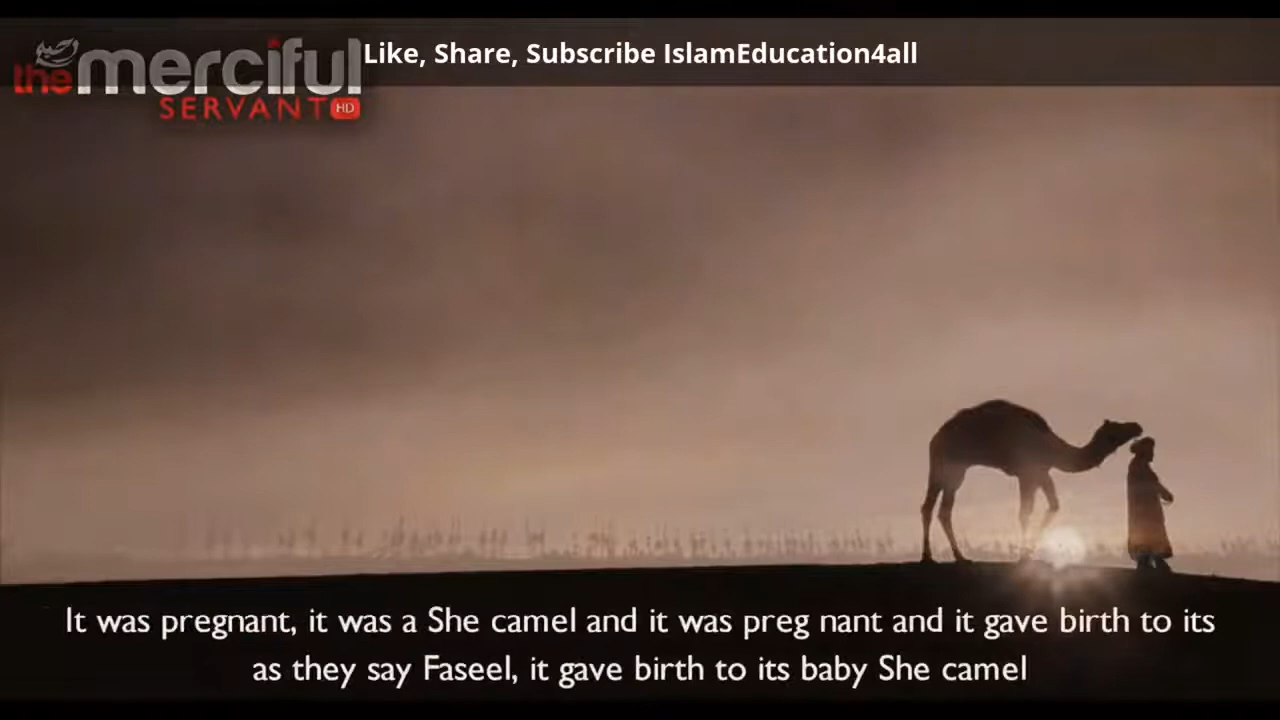 the merciful
SERVANT HD
Like, Share, Subscribe IslamEducation4all
It was pregnant, it was a She camel and it was preg nant and it gave birth to its
as they say Faseel, it gave birth to its baby She camel